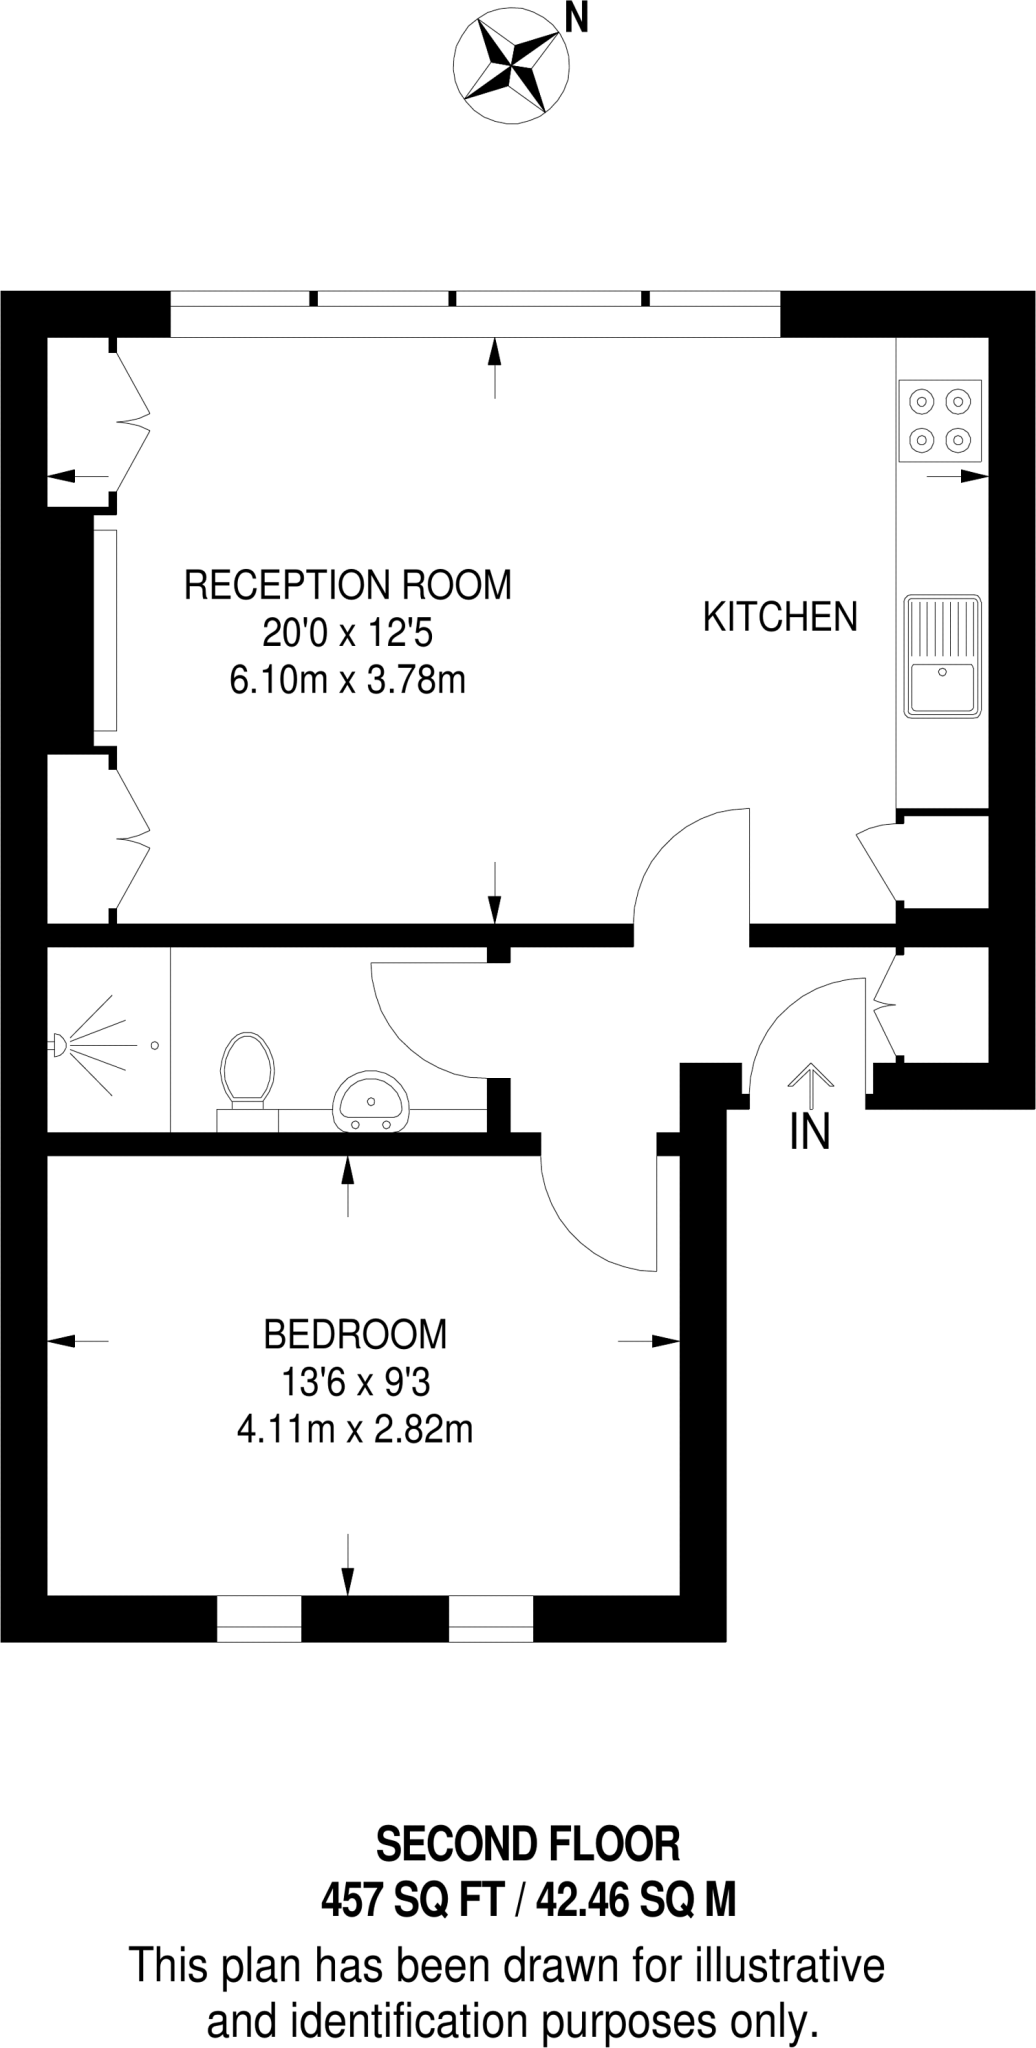 N
RECEPTION ROOM
20'0 x 12'5
6.10m x 3.78m
KITCHEN
IN
BEDROOM
13'6 x 9'3
4.11m x 2.82m
SECOND FLOOR
457 SQ FT / 42.46 SQ M
This plan has been drawn for illustrative
and identification purposes only.